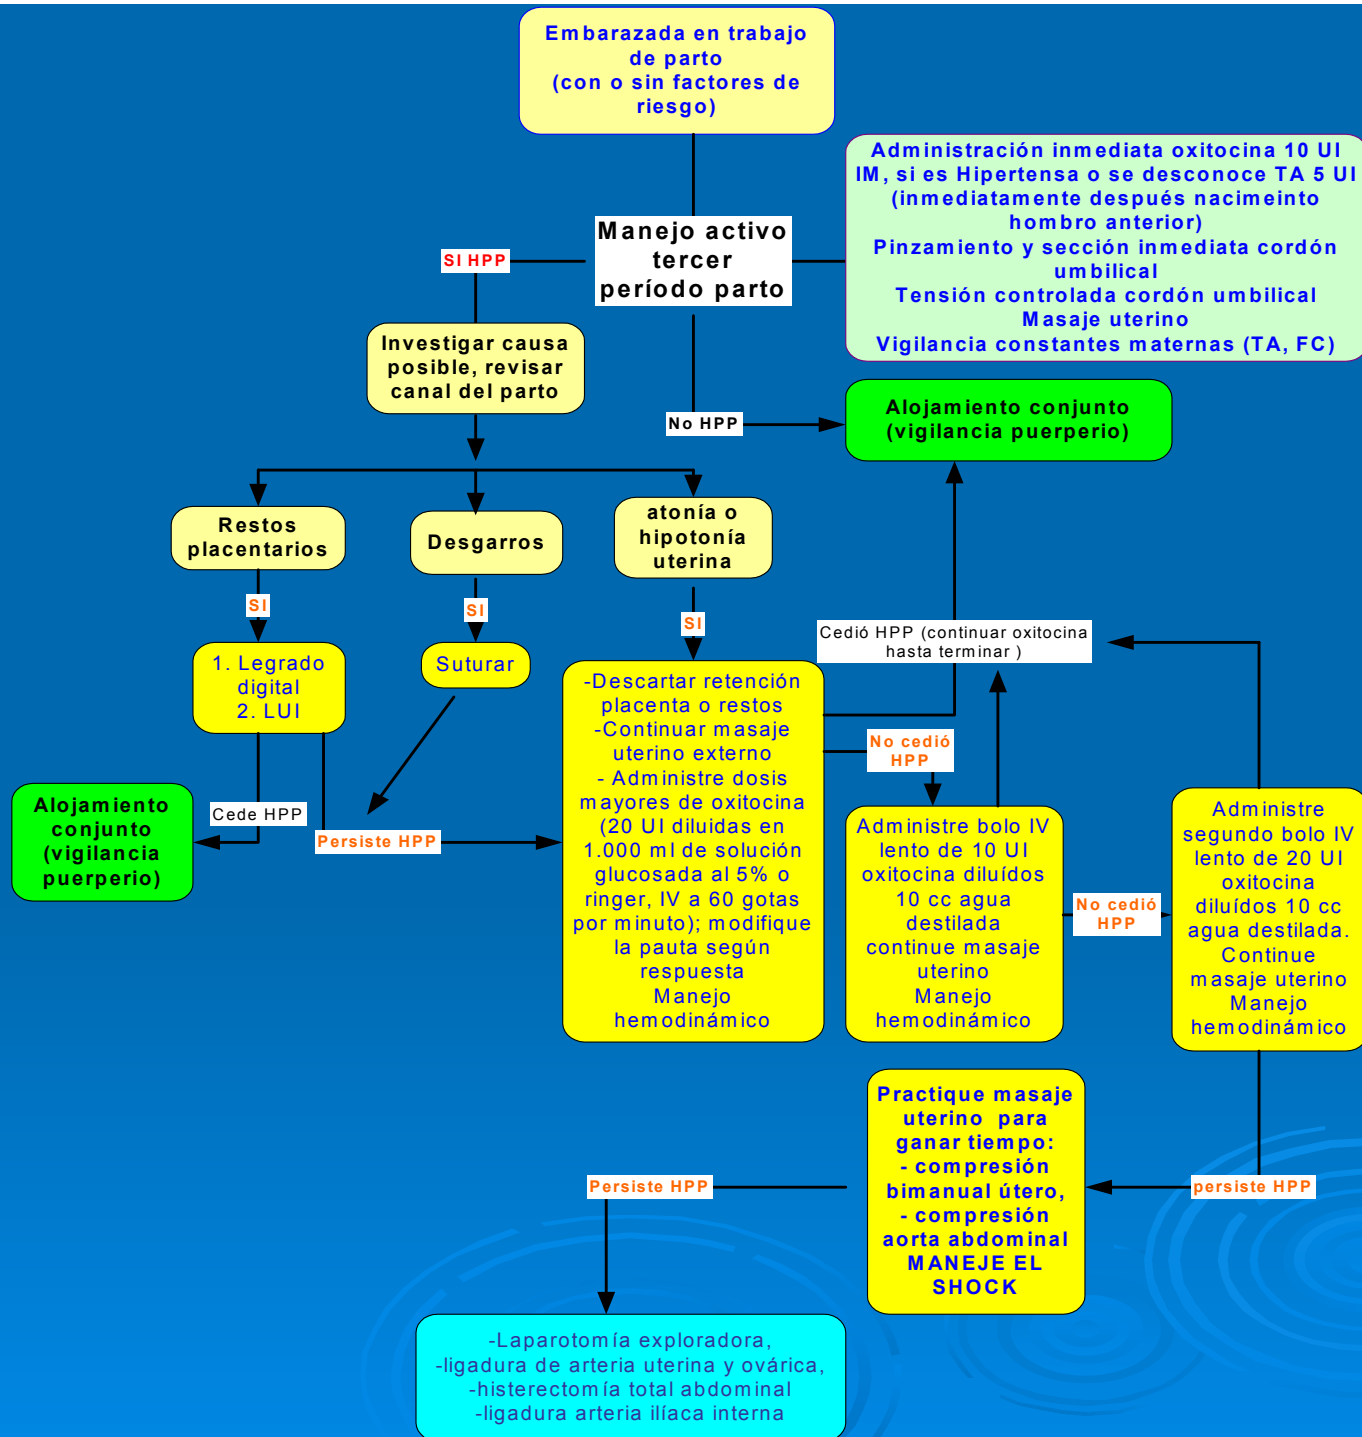 Embarazada en trabajo
de parto
(con o sin factores de
riesgo)
Administración inmediata oxitocina 10 UI
IM, si es Hipertensa o se desconoce TA 5 UI
(inmediatamente después nacimeinto
hombro anterior)
Pinzamiento y sección inmediata cordón
umbilical
Tensión controlada cordón umbilical
Masaje uterino
Vigilancia constantes maternas (TA, FC)
Manejo activo
tercer
período parto
SI HPP
Investigar causa
posible, revisar
canal del parto
No HPP
Alojamiento conjunto
(vigilancia puerperio)
Restos
placentarios
Desgarros
atonía o
hipotonía
uterina
SI
SI
SI
1. Legrado
digital
2. LUI
Suturar
-Descartar retención
placenta o restos
-Continuar masaje
uterino externo
- Administre dosis
mayores de oxitocina
(20 UI diluidas en
1.000 ml de solución
glucosada al 5% o
ringer, IV a 60 gotas
por minuto); modifique
la pauta según
respuesta
Manejo
hemodinámico
Cedió HPP (continuar oxitocina
hasta terminar )
No cedió
HPP
Alojamiento
conjunto
(vigilancia
puerperio)
Cede HPP
Persiste HPP
Administre bolo IV
lento de 10 UI
oxitocina diluídos
10 cc agua
destilada
continue masaje
uterino
Manejo
hemodinámico
No cedió
HPP
Administre
segundo bolo IV
lento de 20 UI
oxitocina
diluídos 10 cc
agua destilada.
Continue
masaje uterino
Manejo
hemodinámico
Practique masaje
uterino para
ganar tiempo:
- compresión
bimanual útero,
- compresión
aorta abdominal
MANEJE EL
SHOCK
persiste HPP
Persiste HPP
-Laparotomía exploradora,
-ligadura de arteria uterina y ovárica,
-histerectomía total abdominal
-ligadura arteria ilíaca interna